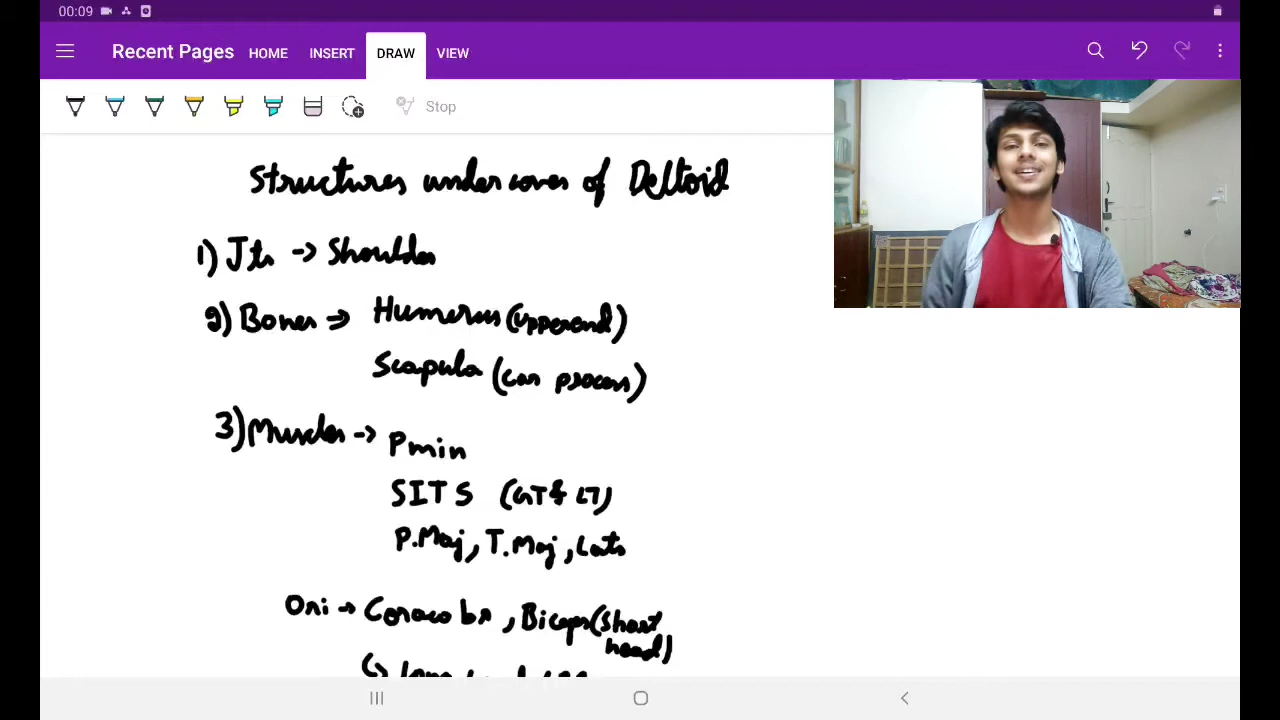 00:09
Recent Pages HOME INSERT DRAW VIEW
Stop
Structures under cover of Deltoid
1) Jts -> Shoulder
2) Bones => Humerus (upper end)
Scapula (cor process)
3) Muscles -> P min
SITS (GT & LT)
P. Maj, T. Maj, Lats
Ori -> Coraco br, Biceps (Short
head)